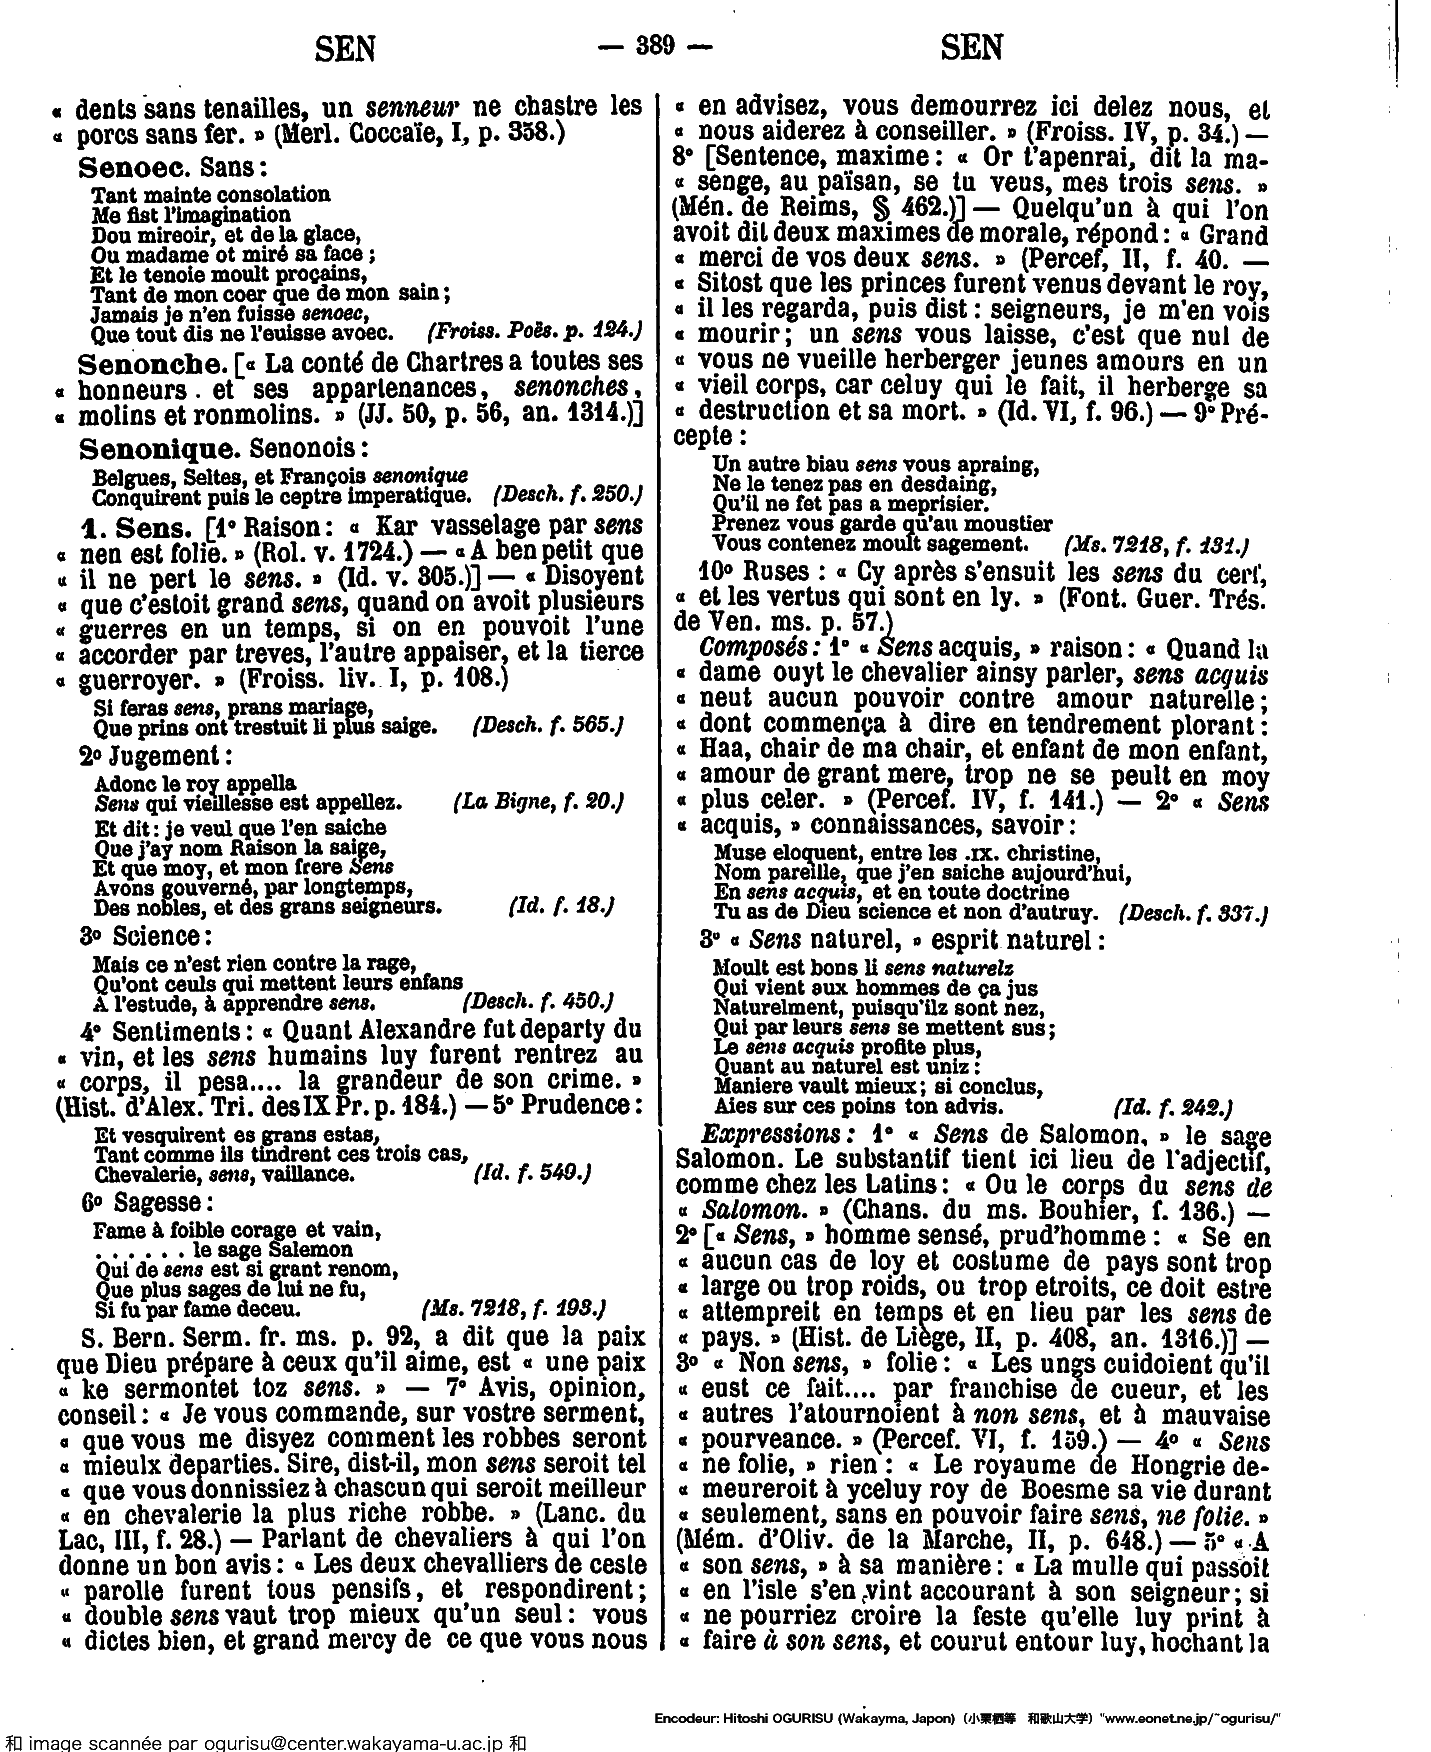 SEN — 389 — SEN
« dents sans tenailles, un senneur ne chastre les
« porcs sans fer. » (Merl. Coccaïe, I, p. 358.)
Senoec. Sans :
Tant mainte consolation
Me fist l'imagination
Dou mireoir, et de la glace,
Ou madame ot miré sa face ;
Et le tenoie moult proçains,
Tant de mon coer que de mon sain ;
Jamais je n'en fuisse senoec,
Que tout dis ne l'euisse avoec. (Froiss. Poës. p. 124.)
Senonche. [« La conté de Chartres a toutes ses
« honneurs . et ses appartenances, senonches,
« molins et ronmolins. » (JJ. 50, p. 56, an. 1314.)]
Senonique. Senonois :
Belgues, Seltes, et François senonique
Conquirent puis le ceptre imperatique. (Desch. f. 250.)
1. Sens. [1º Raison : « Kar vasselage par sens
« nen est folie. » (Rol. v. 1724.) — « A ben petit que
« il ne pert le sens. » (Id. v. 305.)] — « Disoyent
« que c'estoit grand sens, quand on avoit plusieurs
« guerres en un temps, si on en pouvoit l'une
« accorder par treves, l'autre appaiser, et la tierce
« guerroyer. » (Froiss. liv. I, p. 108.)
Si feras sens, prans mariage,
Que prins ont trestuit li plus saige. (Desch. f. 565.)
2º Jugement :
Adonc le roy appella
Sens qui vieillesse est appellez. (La Bigne, f. 20.)
Et dit : je veul que l'en saiche
Que j'ay nom Raison la saige,
Et que moy, et mon frere Sens
Avons gouverné, par longtemps,
Des nobles, et des grans seigneurs. (Id. f. 18.)
3º Science :
Mais ce n'est rien contre la rage,
Qu'ont ceuls qui mettent leurs enfans
A l'estude, à apprendre sens. (Desch. f. 450.)
4º Sentiments : « Quant Alexandre fut departy du
« vin, et les sens humains luy furent rentrez au
« corps, il pesa.... la grandeur de son crime. »
(Hist. d'Alex. Tri. des IX Pr. p. 184.) — 5º Prudence :
Et vesquirent es grans estas,
Tant comme ils tindrent ces trois cas,
Chevalerie, sens, vaillance. (Id. f. 549.)
6º Sagesse :
Fame à foible corage et vain,
. . . . . . le sage Salemon
Qui de sens est si grant renom,
Que plus sages de lui ne fu,
Si fu par fame deceu. (Ms. 7218, f. 193.)
S. Bern. Serm. fr. ms. p. 92, a dit que la paix
que Dieu prépare à ceux qu'il aime, est « une paix
« ke sermontet toz sens. » — 7º Avis, opinion,
conseil : « Je vous commande, sur vostre serment,
« que vous me disyez comment les robbes seront
« mieulx departies. Sire, dist-il, mon sens seroit tel
« que vous donnissiez à chascun qui seroit meilleur
« en chevalerie la plus riche robbe. » (Lanc. du
Lac, III, f. 28.) — Parlant de chevaliers à qui l'on
donne un bon avis : « Les deux chevalliers de ceste
« parolle furent tous pensifs, et respondirent ;
« double sens vaut trop mieux qu'un seul : vous
« dictes bien, et grand mercy de ce que vous nous
« en advisez, vous demourrez ici delez nous, et
« nous aiderez à conseiller. » (Froiss. IV, p. 34.) —
8º [Sentence, maxime : « Or t'apenrai, dit la ma-
« senge, au païsan, se tu veus, mes trois sens. »
(Mén. de Reims, § 462.)] — Quelqu'un à qui l'on
avoit dit deux maximes de morale, répond : « Grand
« merci de vos deux sens. » (Percef, II, f. 40. —
« Sitost que les princes furent venus devant le roy,
« il les regarda, puis dist : seigneurs, je m'en vois
« mourir ; un sens vous laisse, c'est que nul de
« vous ne vueille herberger jeunes amours en un
« vieil corps, car celuy qui le fait, il herberge sa
« destruction et sa mort. » (Id. VI, f. 96.) — 9º Pré-
cepte :
Un autre biau sens vous apraing,
Ne le tenez pas en desdaing,
Qu'il ne fet pas a meprisier.
Prenez vous garde qu'au moustier
Vous contenez moult sagement. (Ms. 7218, f. 131.)
10º Ruses : « Cy après s'ensuit les sens du cerf,
« et les vertus qui sont en ly. » (Font. Guer. Trés.
de Ven. ms. p. 57.)
Composés : 1º « Sens acquis, » raison : « Quand la
« dame ouyt le chevalier ainsy parler, sens acquis
« neut aucun pouvoir contre amour naturelle ;
« dont commença à dire en tendrement plorant :
« Haa, chair de ma chair, et enfant de mon enfant,
« amour de grant mere, trop ne se peult en moy
« plus celer. » (Percef. IV, f. 141.) — 2º « Sens
« acquis, » connaissances, savoir :
Muse eloquent, entre les .IX. christine,
Nom pareille, que j'en saiche aujourd'hui,
En sens acquis, et en toute doctrine
Tu as de Dieu science et non d'autruy. (Desch. f. 337.)
3º « Sens naturel, » esprit naturel :
Moult est bons li sens naturelz
Qui vient aux hommes de ça jus
Naturelment, puisqu'ilz sont nez,
Qui par leurs sens se mettent sus ;
Le sens acquis profite plus,
Quant au naturel est uniz :
Maniere vault mieux ; si conclus,
Aies sur ces poins ton advis. (Id. f. 242.)
Expressions : 1º « Sens de Salomon, » le sage
Salomon. Le substantif tient ici lieu de l'adjectif,
comme chez les Latins : « Ou le corps du sens de
« Salomon. » (Chans. du ms. Bouhier, f. 136.) —
2º [« Sens, » homme sensé, prud'homme : « Se en
« aucun cas de loy et costume de pays sont trop
« large ou trop roids, ou trop etroits, ce doit estre
« attempreit en temps et en lieu par les sens de
« pays. » (Hist. de Liège, II, p. 408, an. 1316.)] —
3º « Non sens, » folie : « Les ungs cuidoient qu'il
« eust ce fait.... par franchise de cueur, et les
« autres l'atournoient à non sens, et à mauvaise
« pourveance. » (Percef. VI, f. 159.) — 4º « Sens
« ne folie, » rien : « Le royaume de Hongrie de-
« meureroit à yceluy roy de Boesme sa vie durant
« seulement, sans en pouvoir faire sens, ne folie. »
(Mém. d'Oliv. de la Marche, II, p. 648.) — 5º « A
« son sens, » à sa manière : « La mulle qui passoit
« en l'isle s'en vint accourant à son seigneur ; si
« ne pourriez croire la feste qu'elle luy print à
« faire à son sens, et courut entour luy, hochant la
Encodeur: Hitoshi OGURISU (Wakayma, Japon) (小栗栖等 和歌山大学) "www.eonet.ne.jp/~ogurisu/"
和 image scannée par ogurisu@center.wakayama-u.ac.jp 和